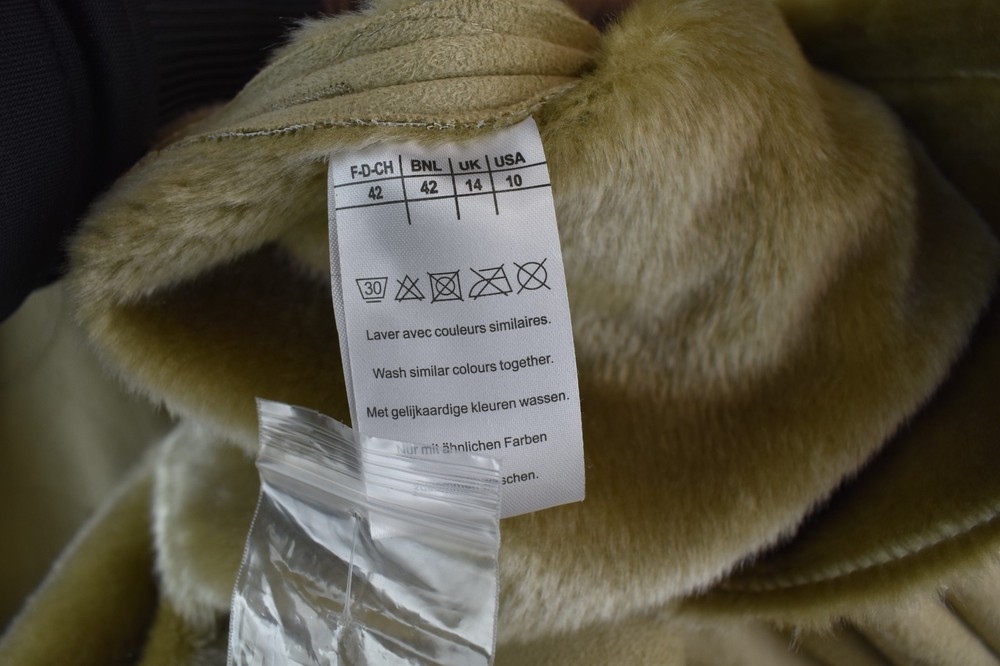 F-D-CH BNL UK USA
42 42 14 10
30
Laver avec couleurs similaires.
Wash similar colours together.
Met gelijkaardige kleuren wassen.
Nur mit ähnlichen Farben
schen.